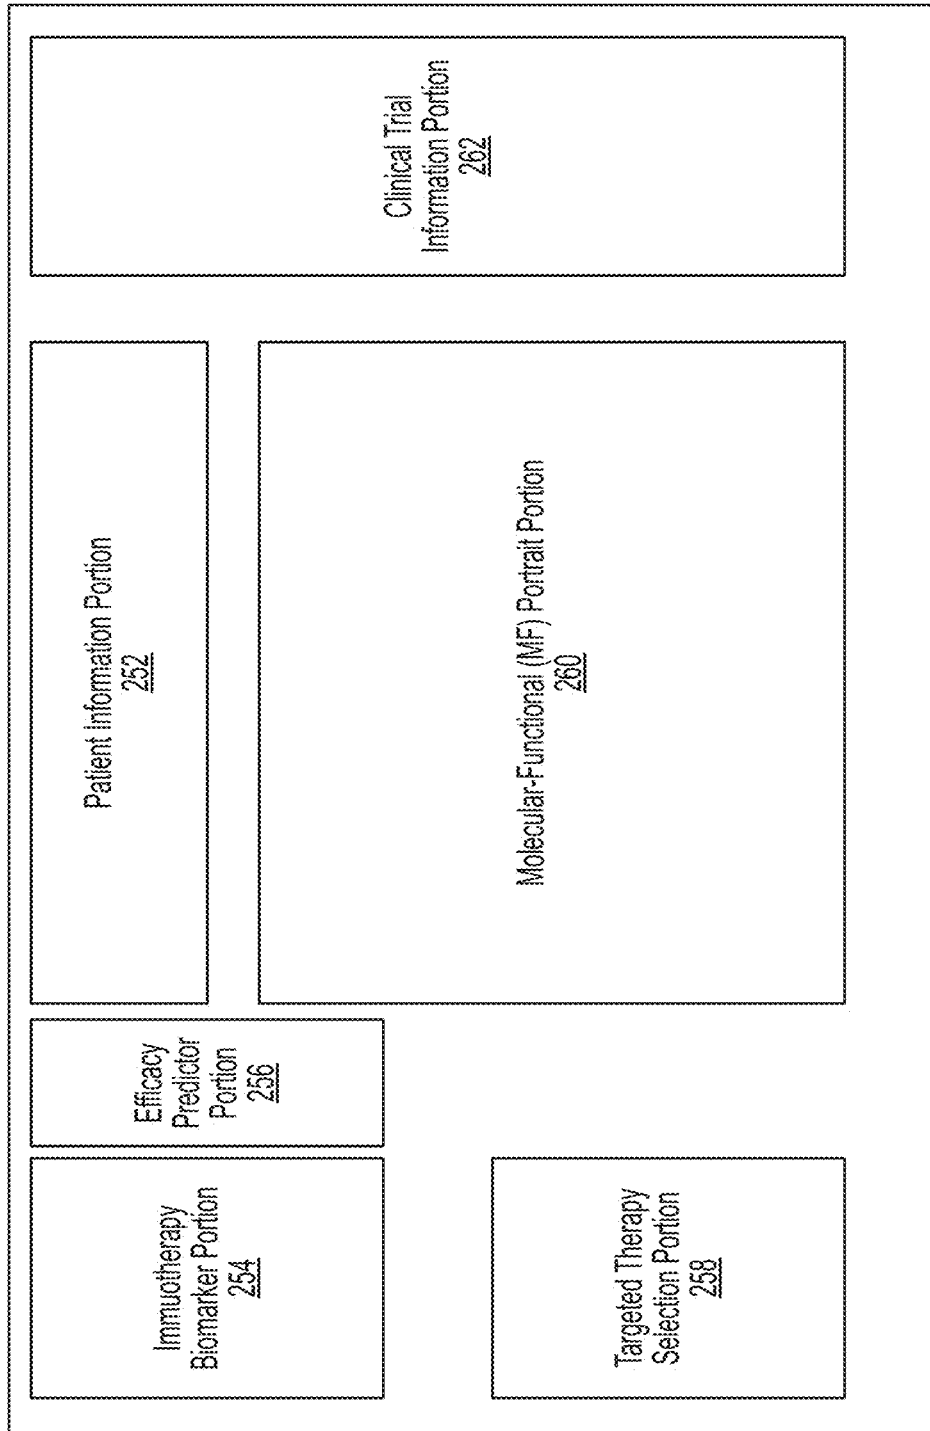 Immuotherapy
Biomarker Portion
254
Efficacy
Predictor
Portion
256
Patient Information Portion
252
Clinical Trial
Information Portion
262
Targeted Therapy
Selection Portion
258
Molecular-Functional (MF) Portrait Portion
260